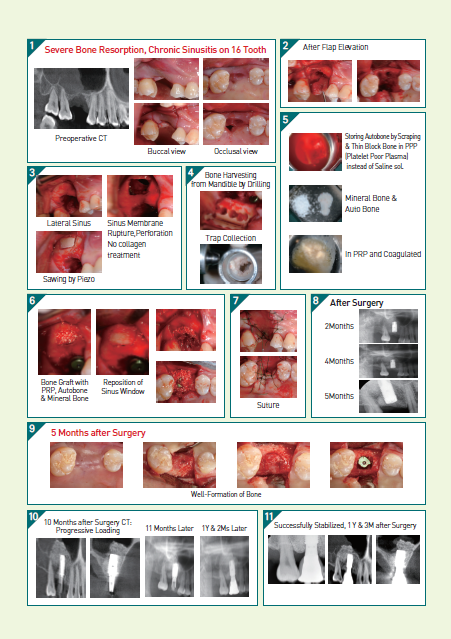 1
Severe Bone Resorption, Chronic Sinusitis on 16 Tooth
Preoperative CT
Buccal view
Occlusal view
2
After Flap Elevation
3
Lateral Sinus
Sawing by Piezo
Sinus Membrane
Rupture,Perforation
No collagen
treatment
4
Bone Harvesting
from Mandible by Drilling
Trap Collection
5
Storing Autobone by Scraping
& Thin Block Bone in PPP
(Platelet Poor Plasma)
instead of Saline sol.
Mineral Bone &
Auto Bone
In PRP and Coagulated
6
Bone Graft with
PRP, Autobone
& Mineral Bone
Reposition of
Sinus Window
7
Suture
8
After Surgery
2Months
4Months
5Months
9
5 Months after Surgery
Well-Formation of Bone
10
10 Months after Surgery CT:
Progressive Loading
11 Months Later
1Y & 2Ms Later
11
Successfully Stabilized, 1 Y & 3M after Surgery